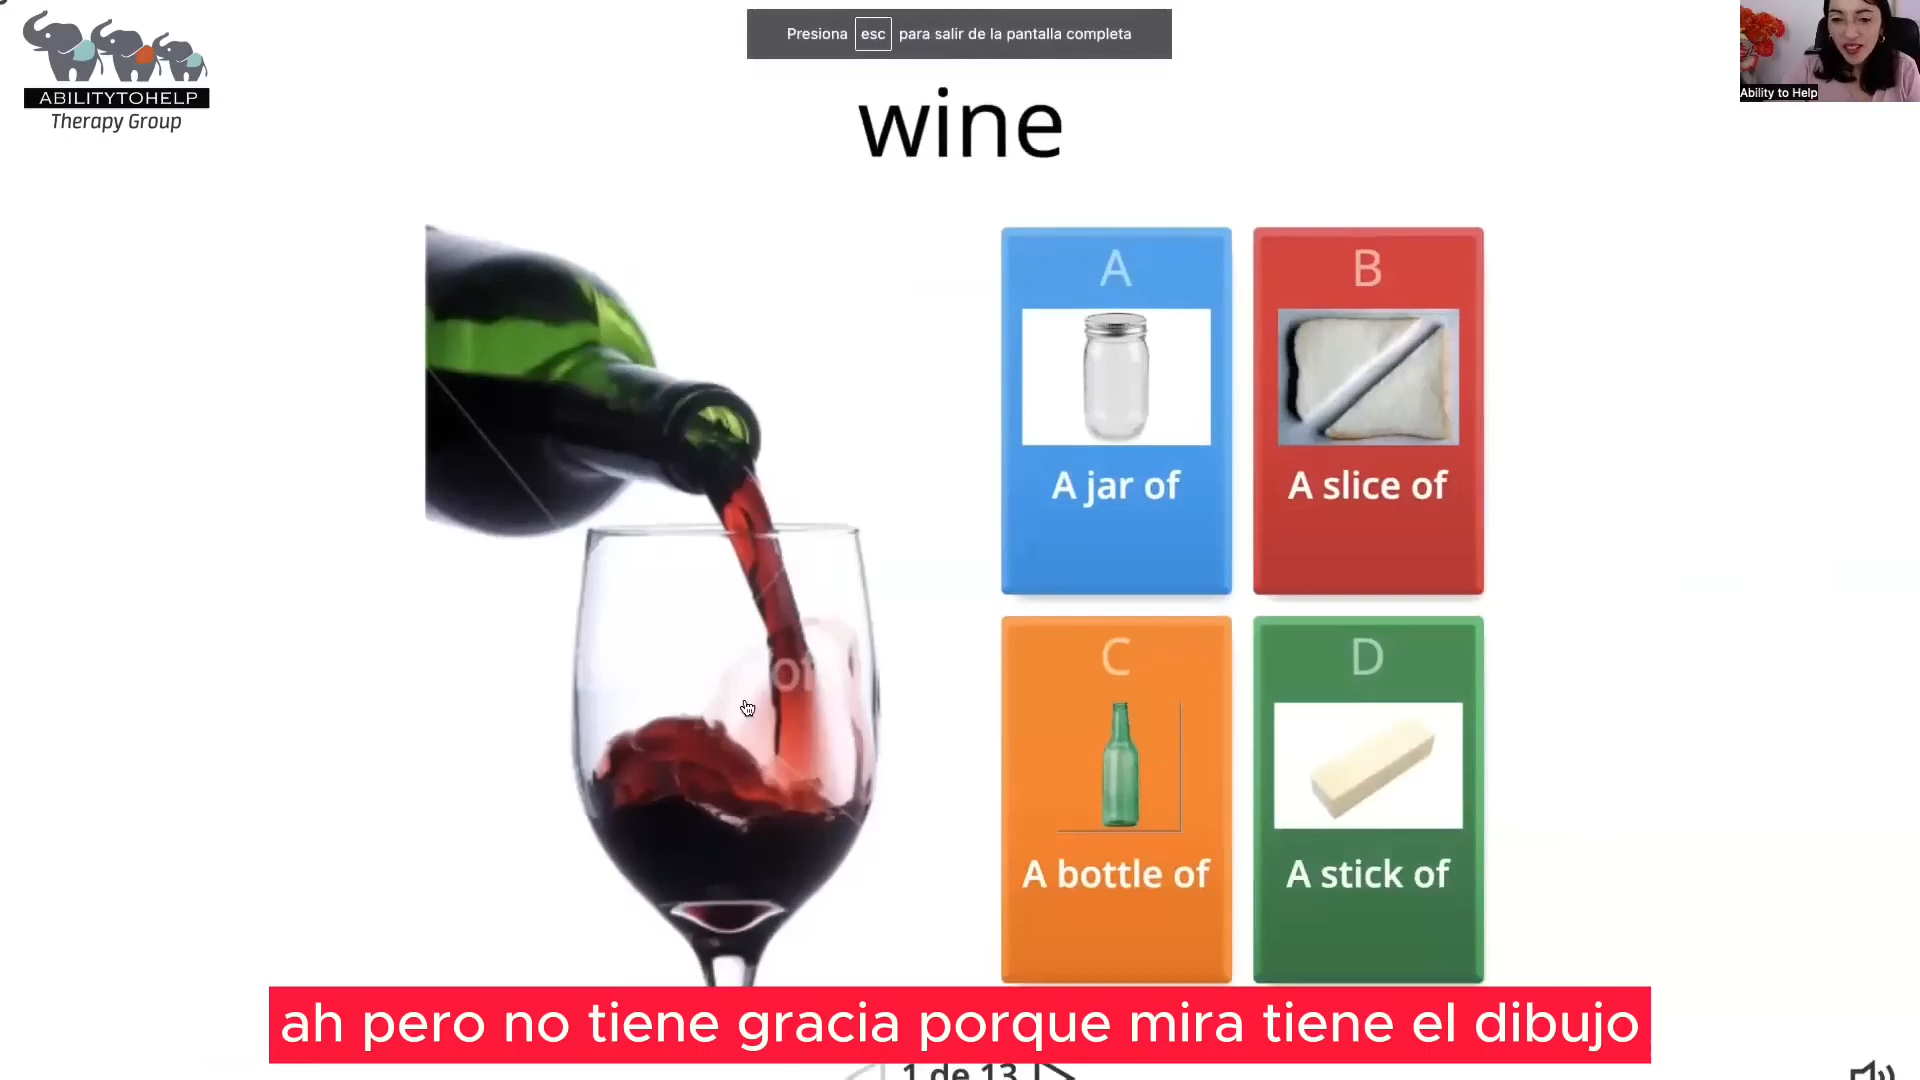 Presiona esc para salir de la pantalla completa
ABILITYTOHELP
Therapy Group
Ability to Help
wine
A
A jar of
B
A slice of
C
A bottle of
D
A stick of
ah pero no tiene gracia porque mira tiene el dibujo
1 de 13